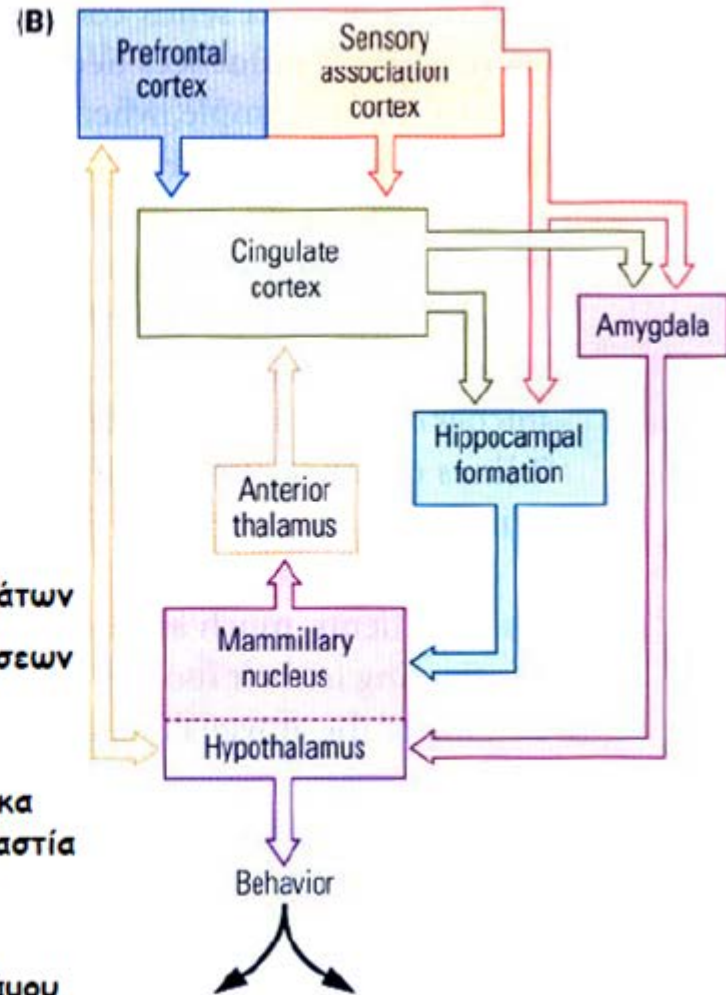 (B)
Prefrontal
cortex
Sensory
association
cortex
Cingulate
cortex
Amygdala
Hippocampal
formation
Anterior
thalamus
Mammillary
nucleus
Hypothalamus
Behavior
άτων
σεων
κα
αστία